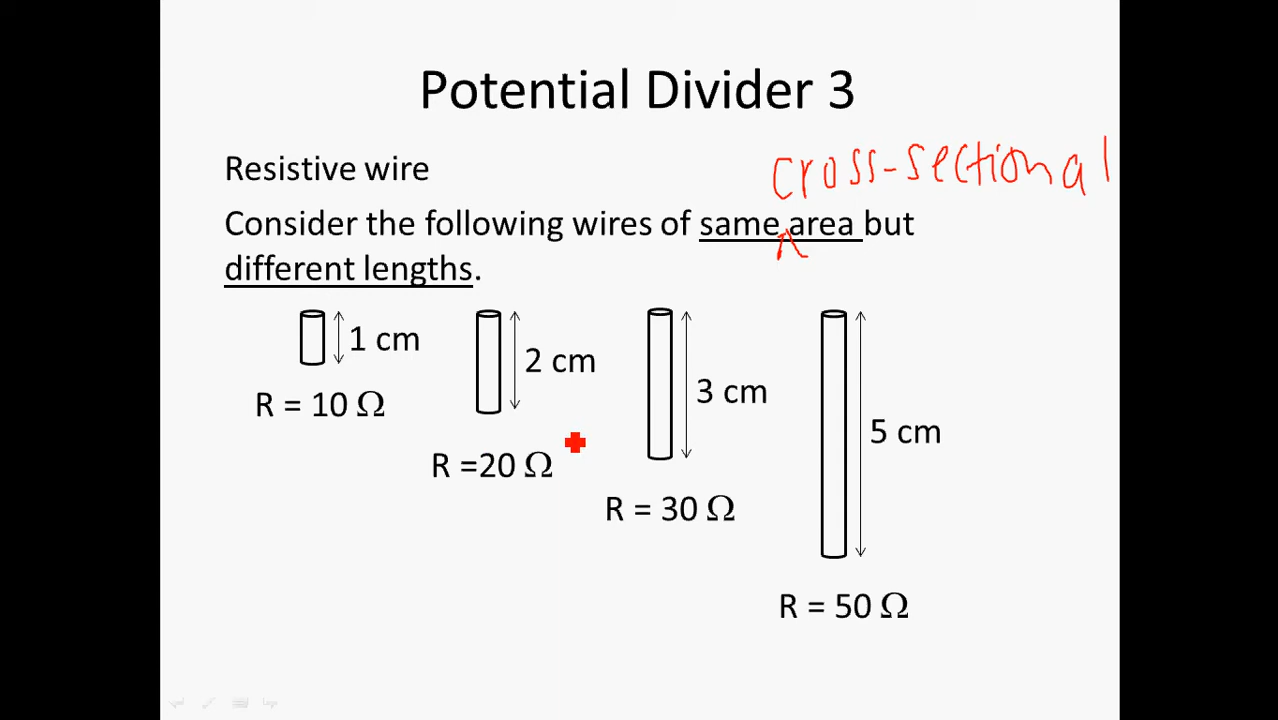 Potential Divider 3
Resistive wire
cross-sectional
Consider the following wires of same area but
different lengths.
1 cm
R = 10 Ω
2 cm
R =20 Ω
3 cm
R = 30 Ω
5 cm
R = 50 Ω